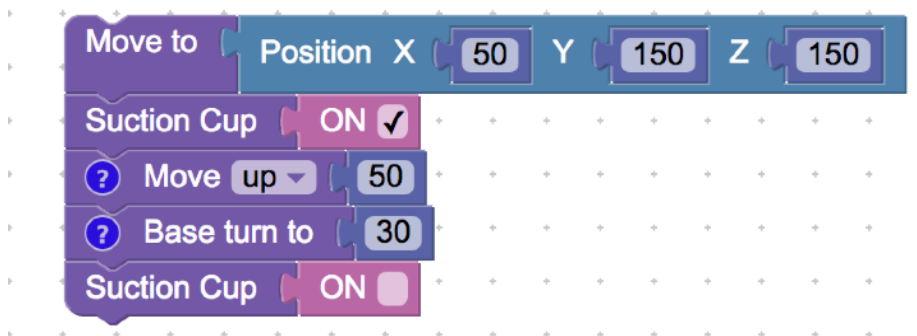 Move to Position X 50 Y 150 Z 150
Suction Cup ON ✓
? Move up 50
? Base turn to 30
Suction Cup ON